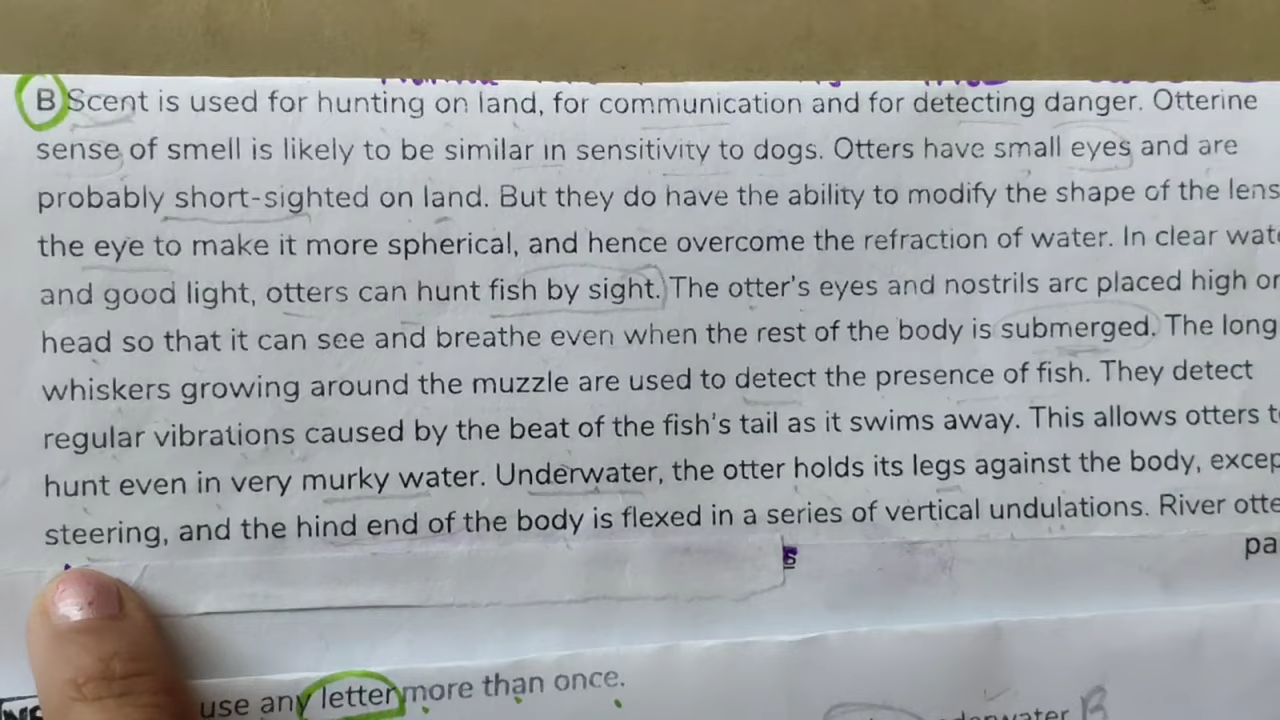 B Scent is used for hunting on land, for communication and for detecting danger. Otterine
sense of smell is likely to be similar in sensitivity to dogs. Otters have small eyes and are
probably short-sighted on land. But they do have the ability to modify the shape of the lens
the eye to make it more spherical, and hence overcome the refraction of water. In clear wat
and good light, otters can hunt fish by sight. The otter's eyes and nostrils arc placed high or
head so that it can see and breathe even when the rest of the body is submerged. The long
whiskers growing around the muzzle are used to detect the presence of fish. They detect
regular vibrations caused by the beat of the fish's tail as it swims away. This allows otters t
hunt even in very murky water. Underwater, the otter holds its legs against the body, excep
steering, and the hind end of the body is flexed in a series of vertical undulations. River otte
pa
use any letter more than once.
derwater B